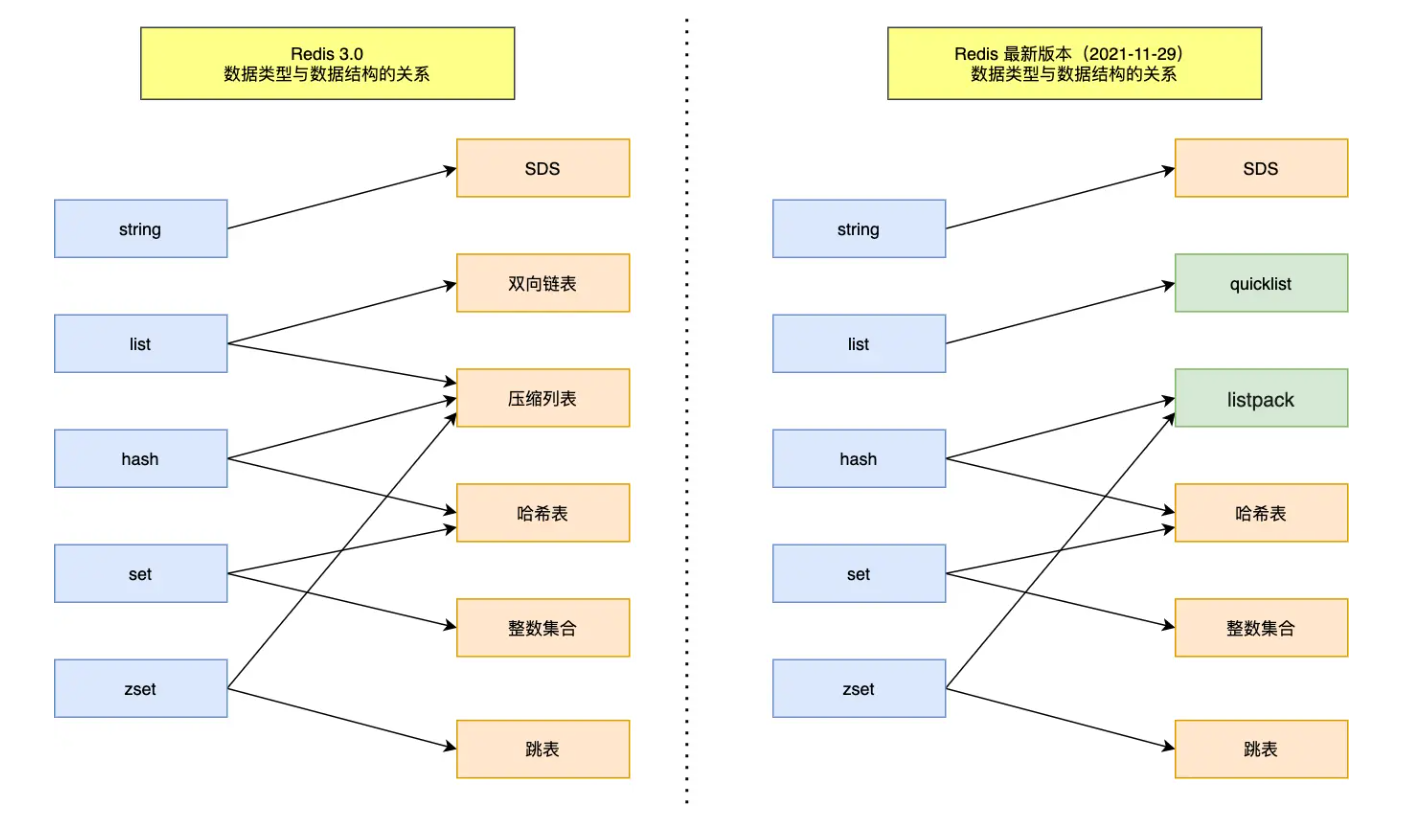 Redis 3.0
数据类型与数据结构的关系
string
list
hash
set
zset
SDS
双向链表
压缩列表
哈希表
整数集合
跳表
Redis 最新版本（2021-11-29）
数据类型与数据结构的关系
string
list
hash
set
zset
SDS
quicklist
listpack
哈希表
整数集合
跳表